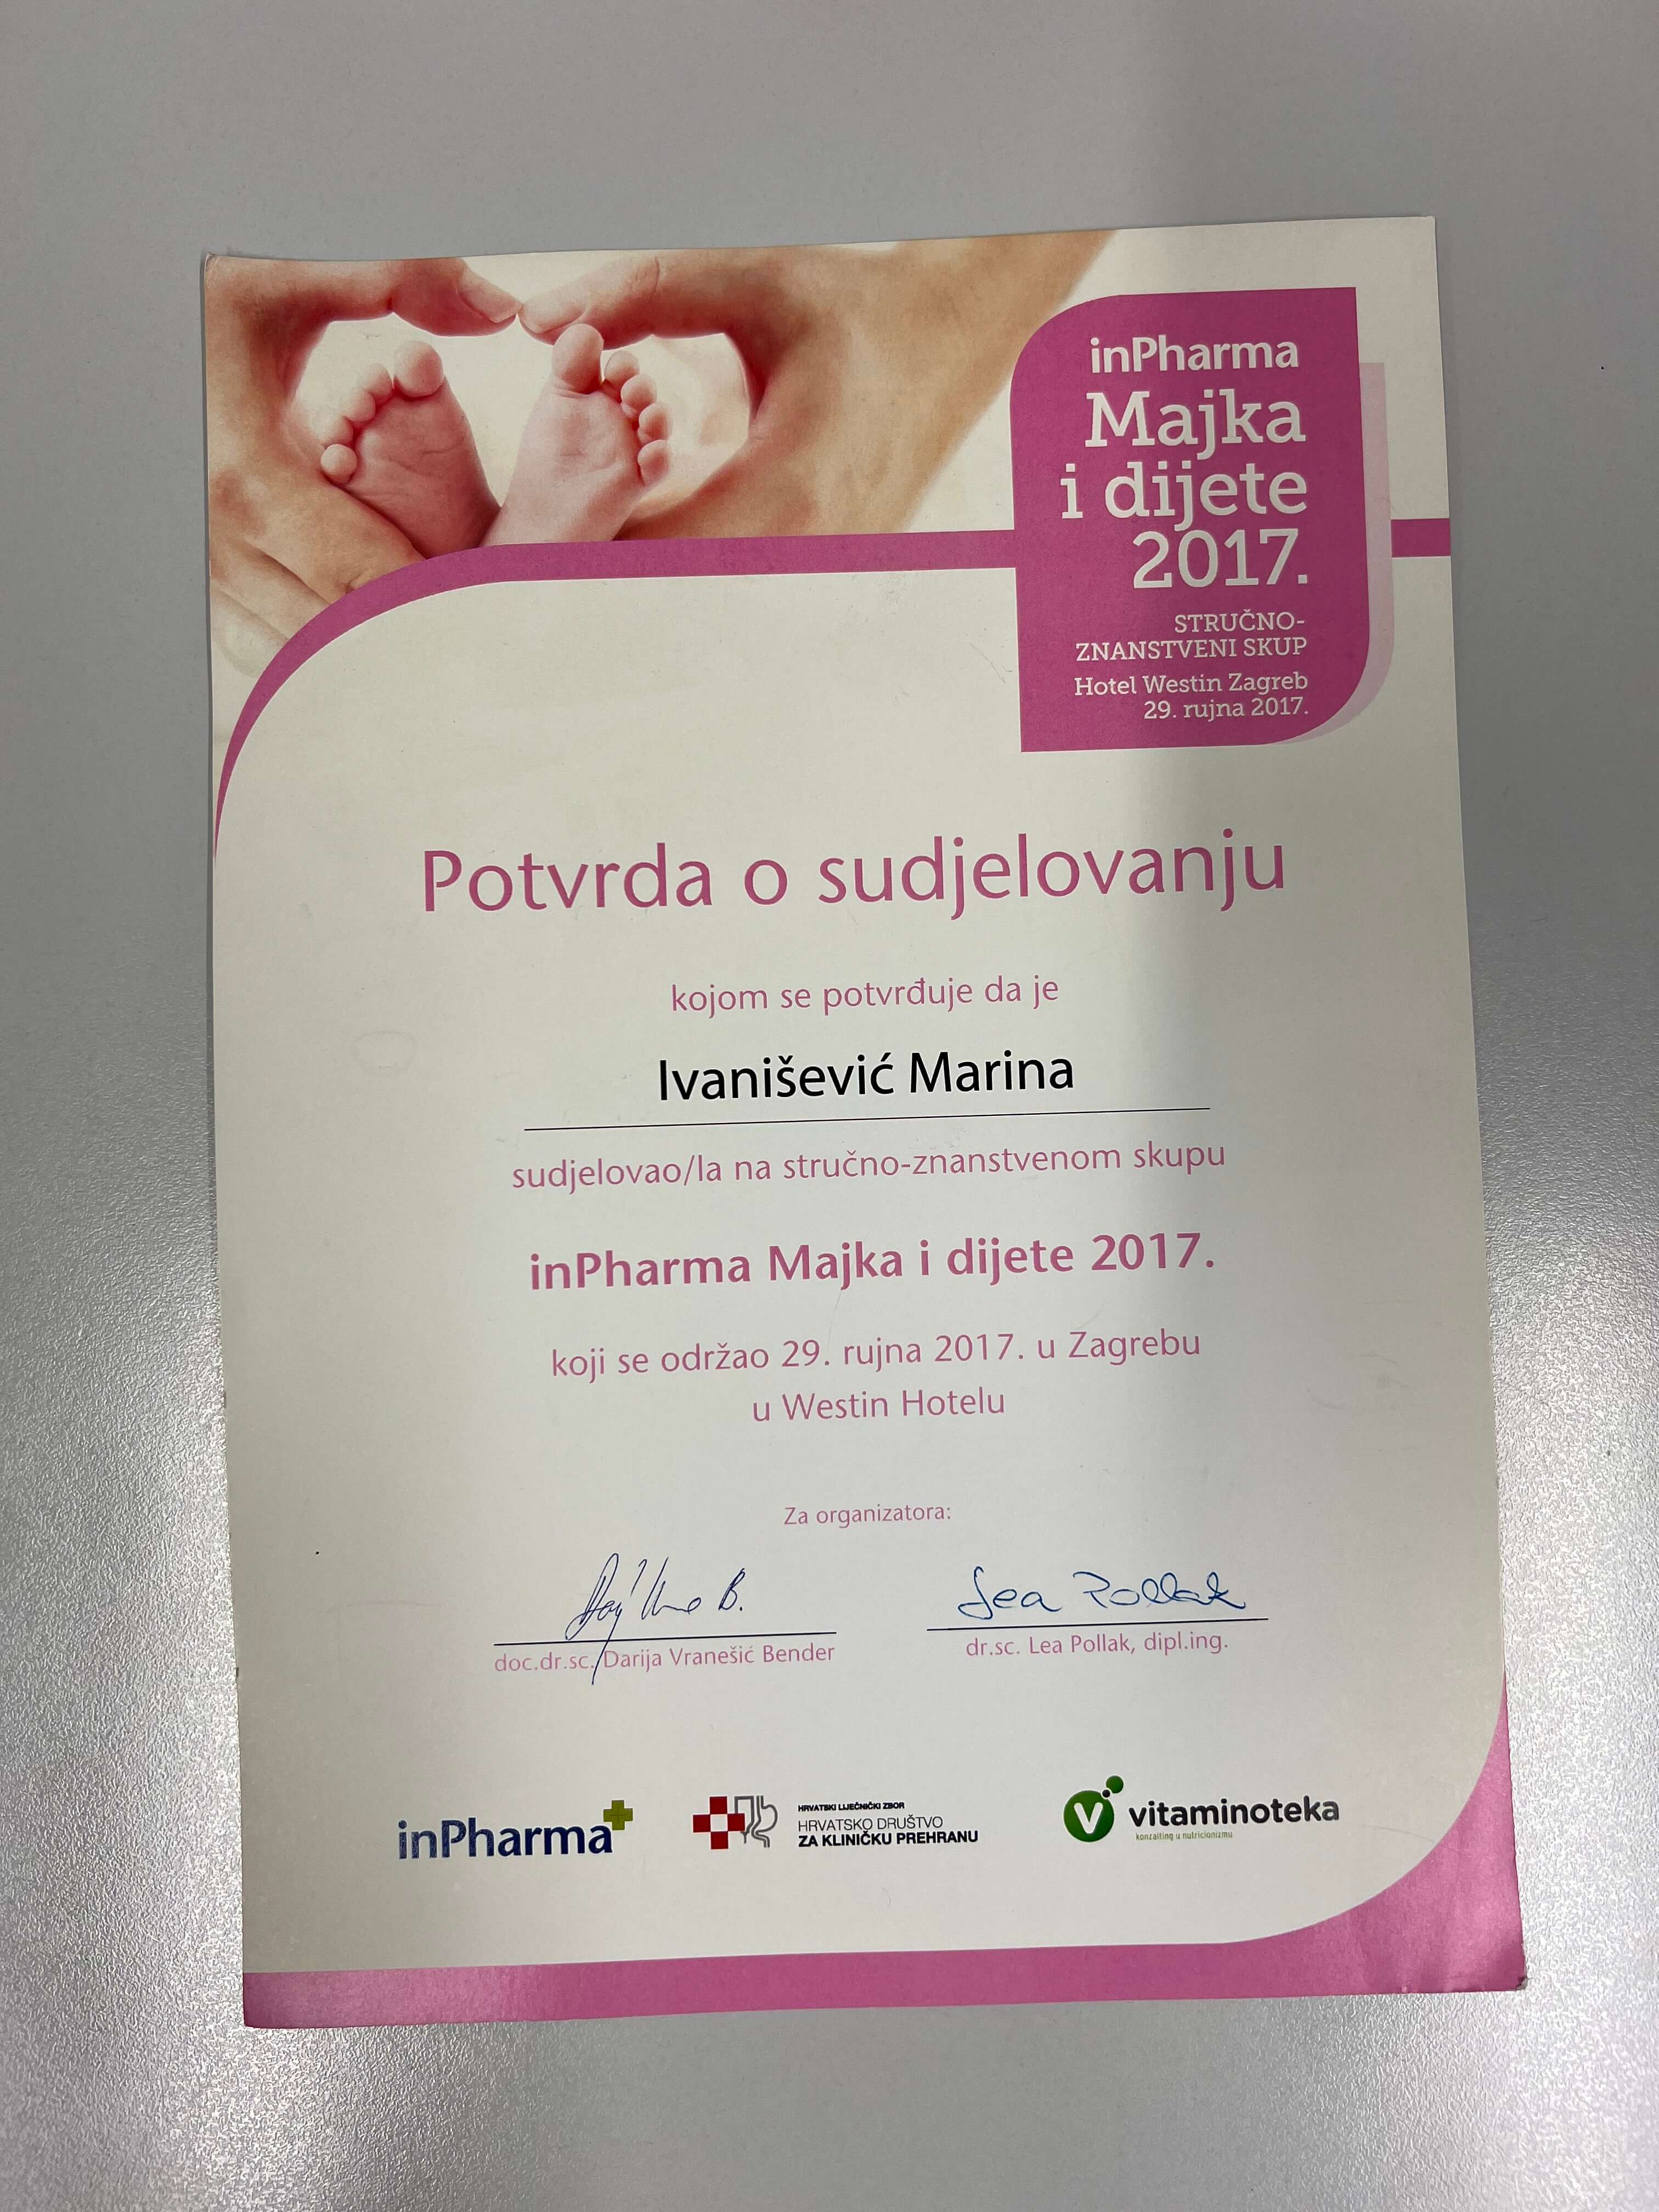 inPharma
Majka
i dijete
2017.
STRUČNO-
ZNANSTVENI SKUP
Hotel Westin Zagreb
29. rujna 2017.
Potvrda o sudjelovanju
kojom se potvrđuje da je
Ivanišević Marina
sudjelovao/la na stručno-znanstvenom skupu
inPharma Majka i dijete 2017.
koji se održao 29. rujna 2017. u Zagrebu
u Westin Hotelu
Za organizatora:
Lea Pollak
doc.dr.sc. Darija Vranešić Bender
dr.sc. Lea Pollak, dipl.ing.
inPharma
HRVATSKI LIJEČNIČKI ZBOR
HRVATSKO DRUŠTVO
ZA KLINIČKU PREHRANU
vitaminoteka
konzalting u nutricionizmu